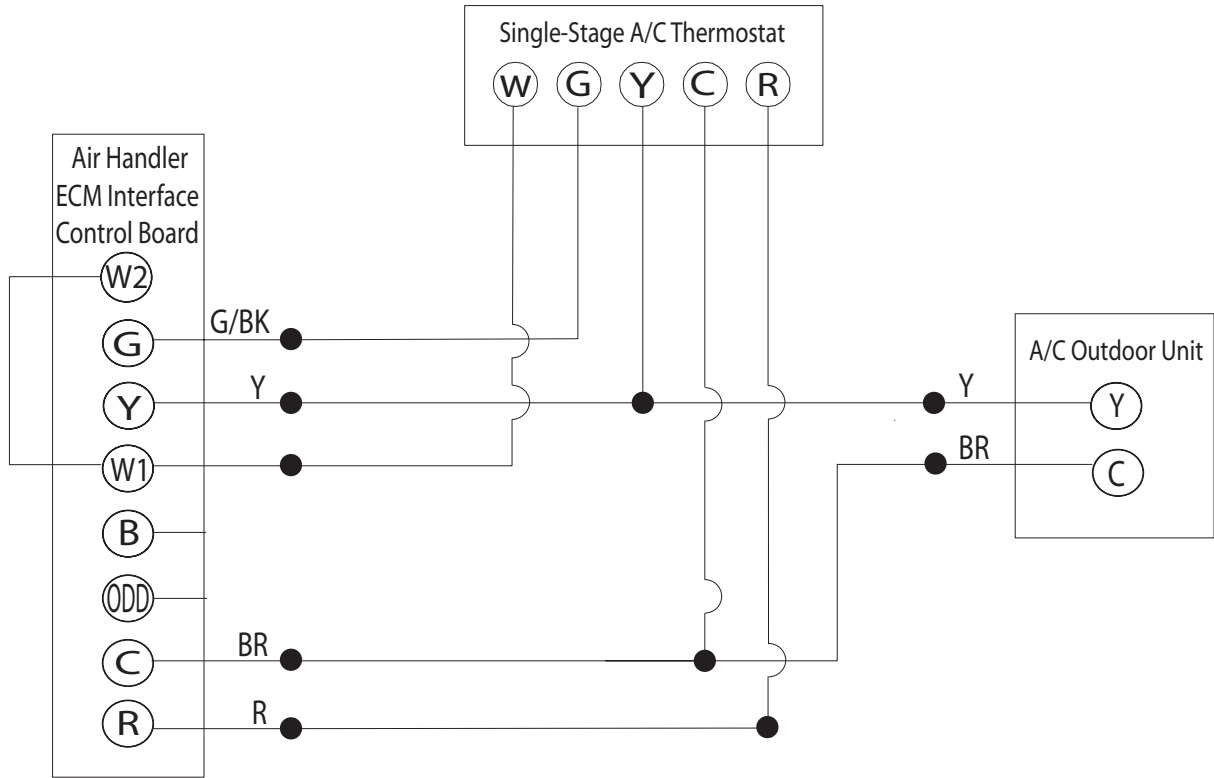 Single-Stage A/C Thermostat
W G Y C R
Air Handler
ECM Interface
Control Board
W2
G G/BK
Y Y
W1
B
ODD
C BR
R R
A/C Outdoor Unit
Y Y
BR C